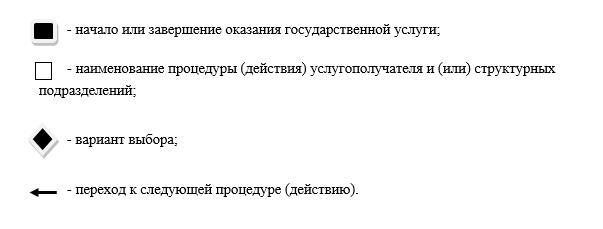 - начало или завершение оказания государственной услуги;
- наименование процедуры (действия) услугополучателя и (или) структурных
подразделений;
- вариант выбора;
- переход к следующей процедуре (действию).